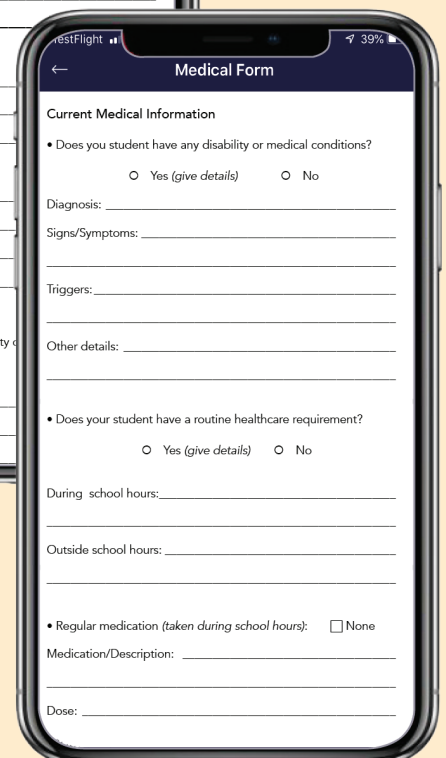 TestFlight 39%
← Medical Form
Current Medical Information
• Does you student have any disability or medical conditions?
Yes (give details) No
Diagnosis:
Signs/Symptoms:
Triggers:
Other details:
• Does your student have a routine healthcare requirement?
Yes (give details) No
During school hours:
Outside school hours:
• Regular medication (taken during school hours): None
Medication/Description:
Dose: